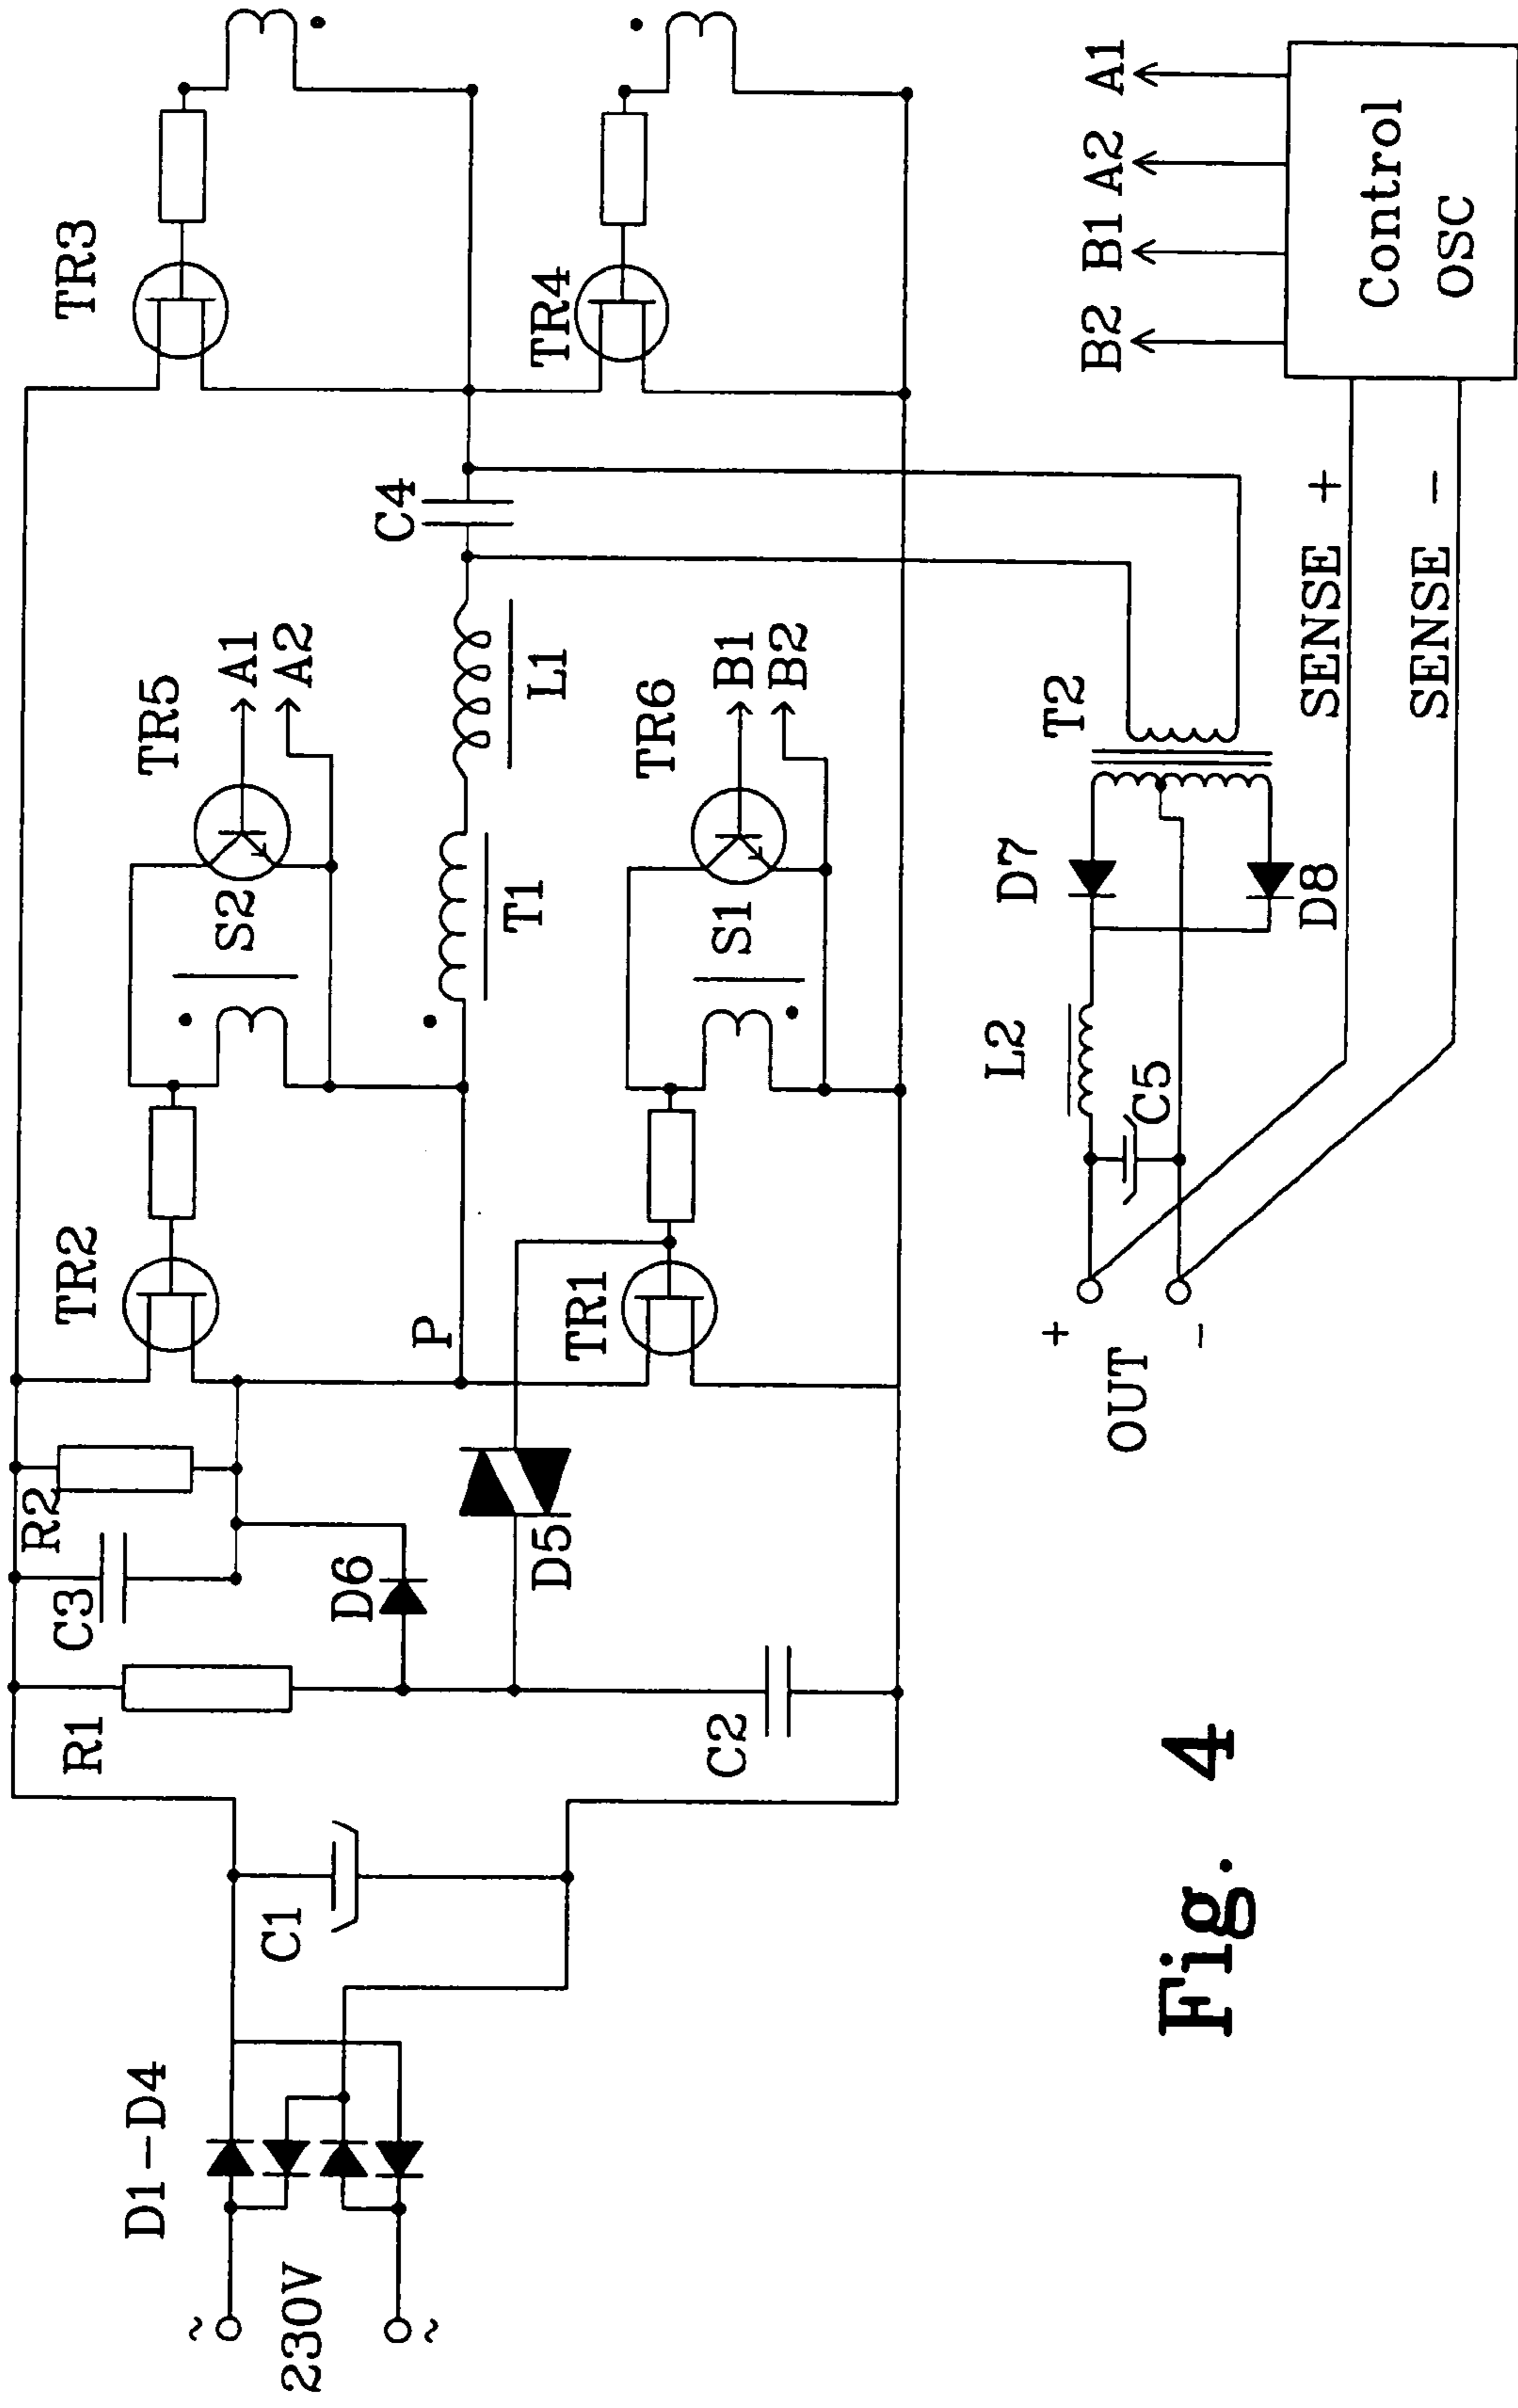 ~
230V
~
D1-D4
C1
R1
C2
C3
R2
D6
D5
P
TR2
TR1
S2
S1
TR5
TR6
A1
A2
B1
B2
T1
L1
C4
TR3
TR4
+
OUT
-
C5
L2
D7
D8
T2
SENSE +
SENSE -
B2
B1
A2
A1
Control
OSC
Fig. 4